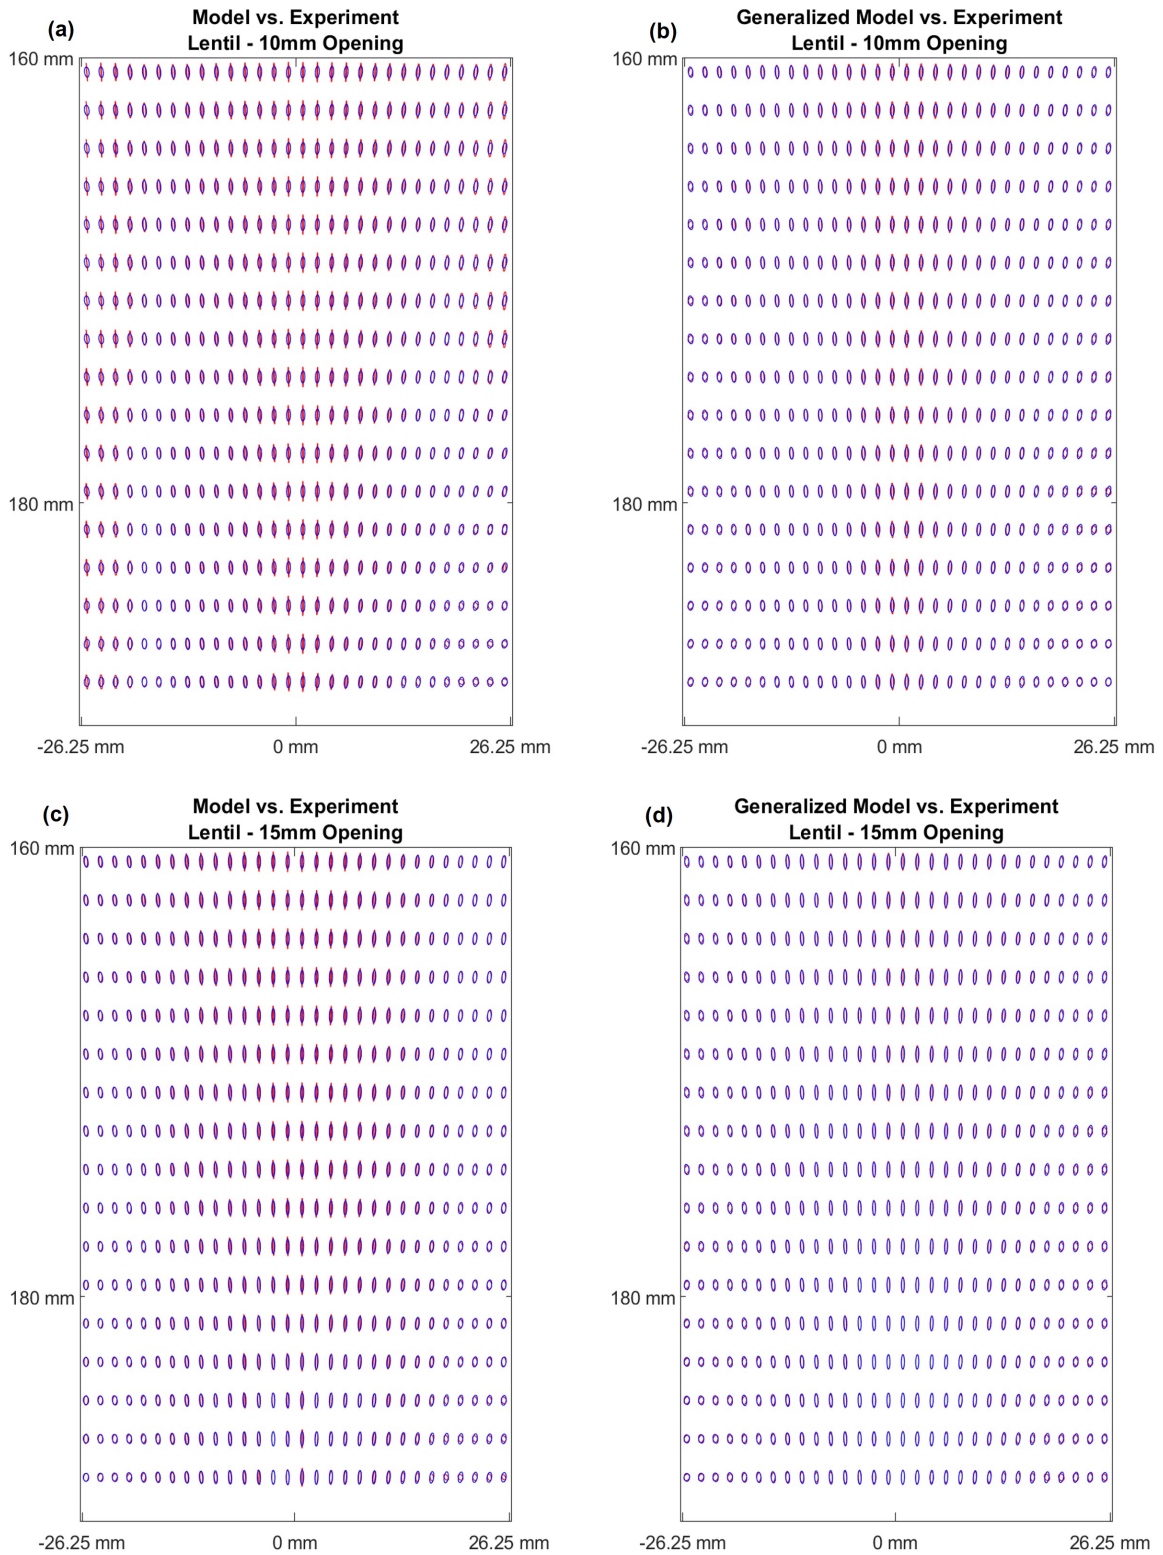 (a)
Model vs. Experiment
Lentil - 10mm Opening
160 mm
180 mm
-26.25 mm
0 mm
26.25 mm
(b)
Generalized Model vs. Experiment
Lentil - 10mm Opening
160 mm
180 mm
-26.25 mm
0 mm
26.25 mm
(c)
Model vs. Experiment
Lentil - 15mm Opening
160 mm
180 mm
-26.25 mm
0 mm
26.25 mm
(d)
Generalized Model vs. Experiment
Lentil - 15mm Opening
160 mm
180 mm
-26.25 mm
0 mm
26.25 mm